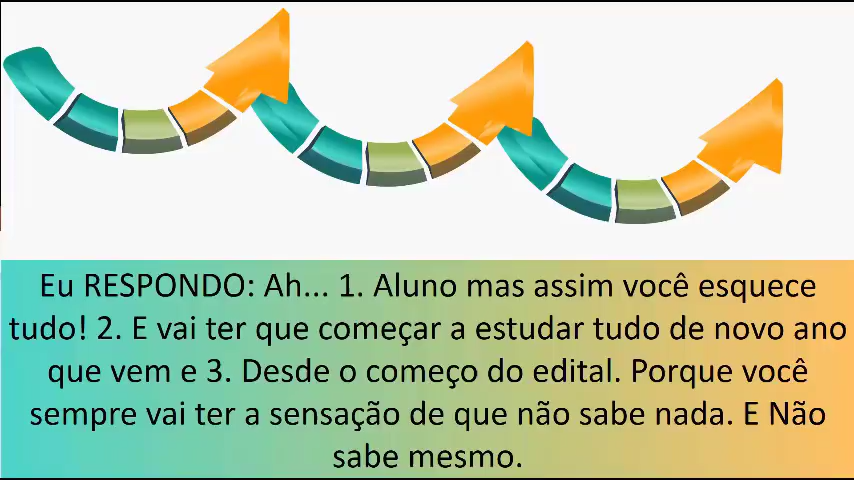 Eu RESPONDO: Ah... 1. Aluno mas assim você esquece
tudo! 2. E vai ter que começar a estudar tudo de novo ano
que vem e 3. Desde o começo do edital. Porque você
sempre vai ter a sensação de que não sabe nada. E Não
sabe mesmo.